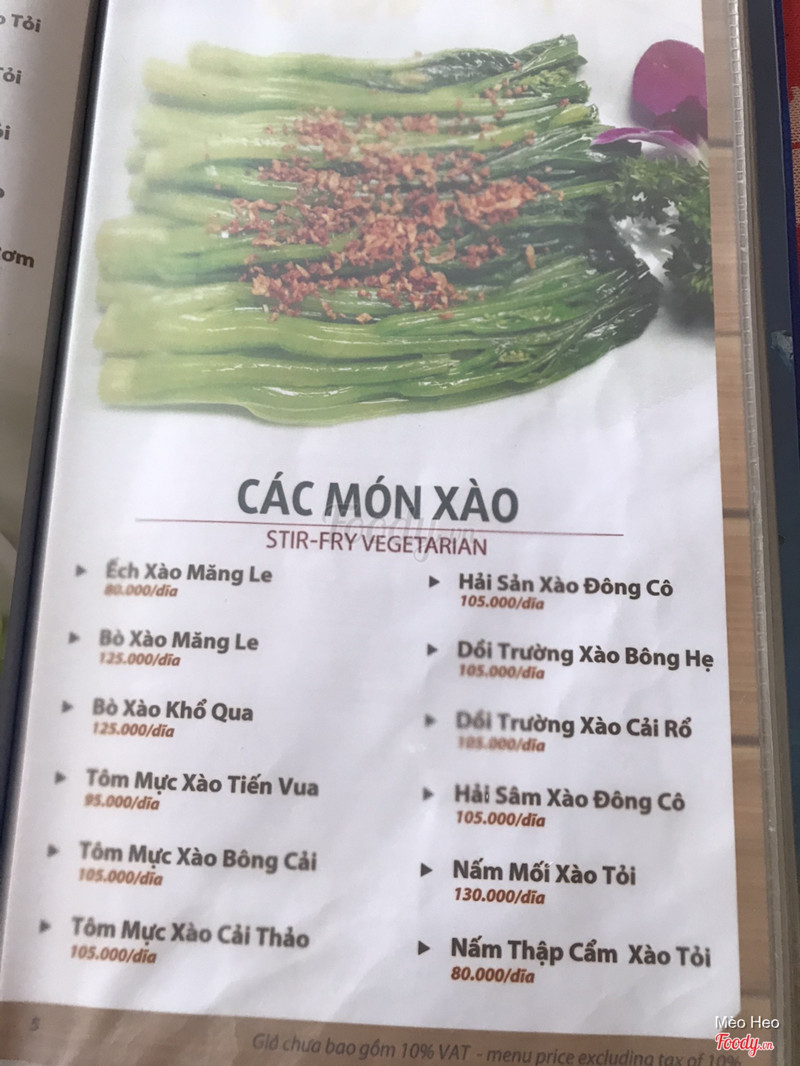 Tỏi
CÁC MÓN XÀO
Foody.vn
STIR-FRY VEGETARIAN
Ếch Xào Măng Le
80.000/dĩa
Bò Xào Măng Le
125.000/dĩa
Bò Xào Khổ Qua
125.000/dĩa
Tôm Mực Xào Tiến Vua
95.000/dĩa
Tôm Mực Xào Bông Cải
105.000/dĩa
Tôm Mực Xào Cải Thảo
105.000/dĩa
Hải Sản Xào Đông Cô
105.000/dĩa
Dồi Trường Xào Bông Hẹ
105.000/dĩa
Dồi Trường Xào Cải Rổ
105.000/dĩa
Hải Sâm Xào Đông Cô
105.000/dĩa
Nấm Mối Xào Tỏi
130.000/dĩa
Nấm Thập Cẩm Xào Tỏi
80.000/dĩa
5
Giá chưa bao gồm 10% VAT - menu price excluding tax of 10%
Mèo Heo
Foody.vn